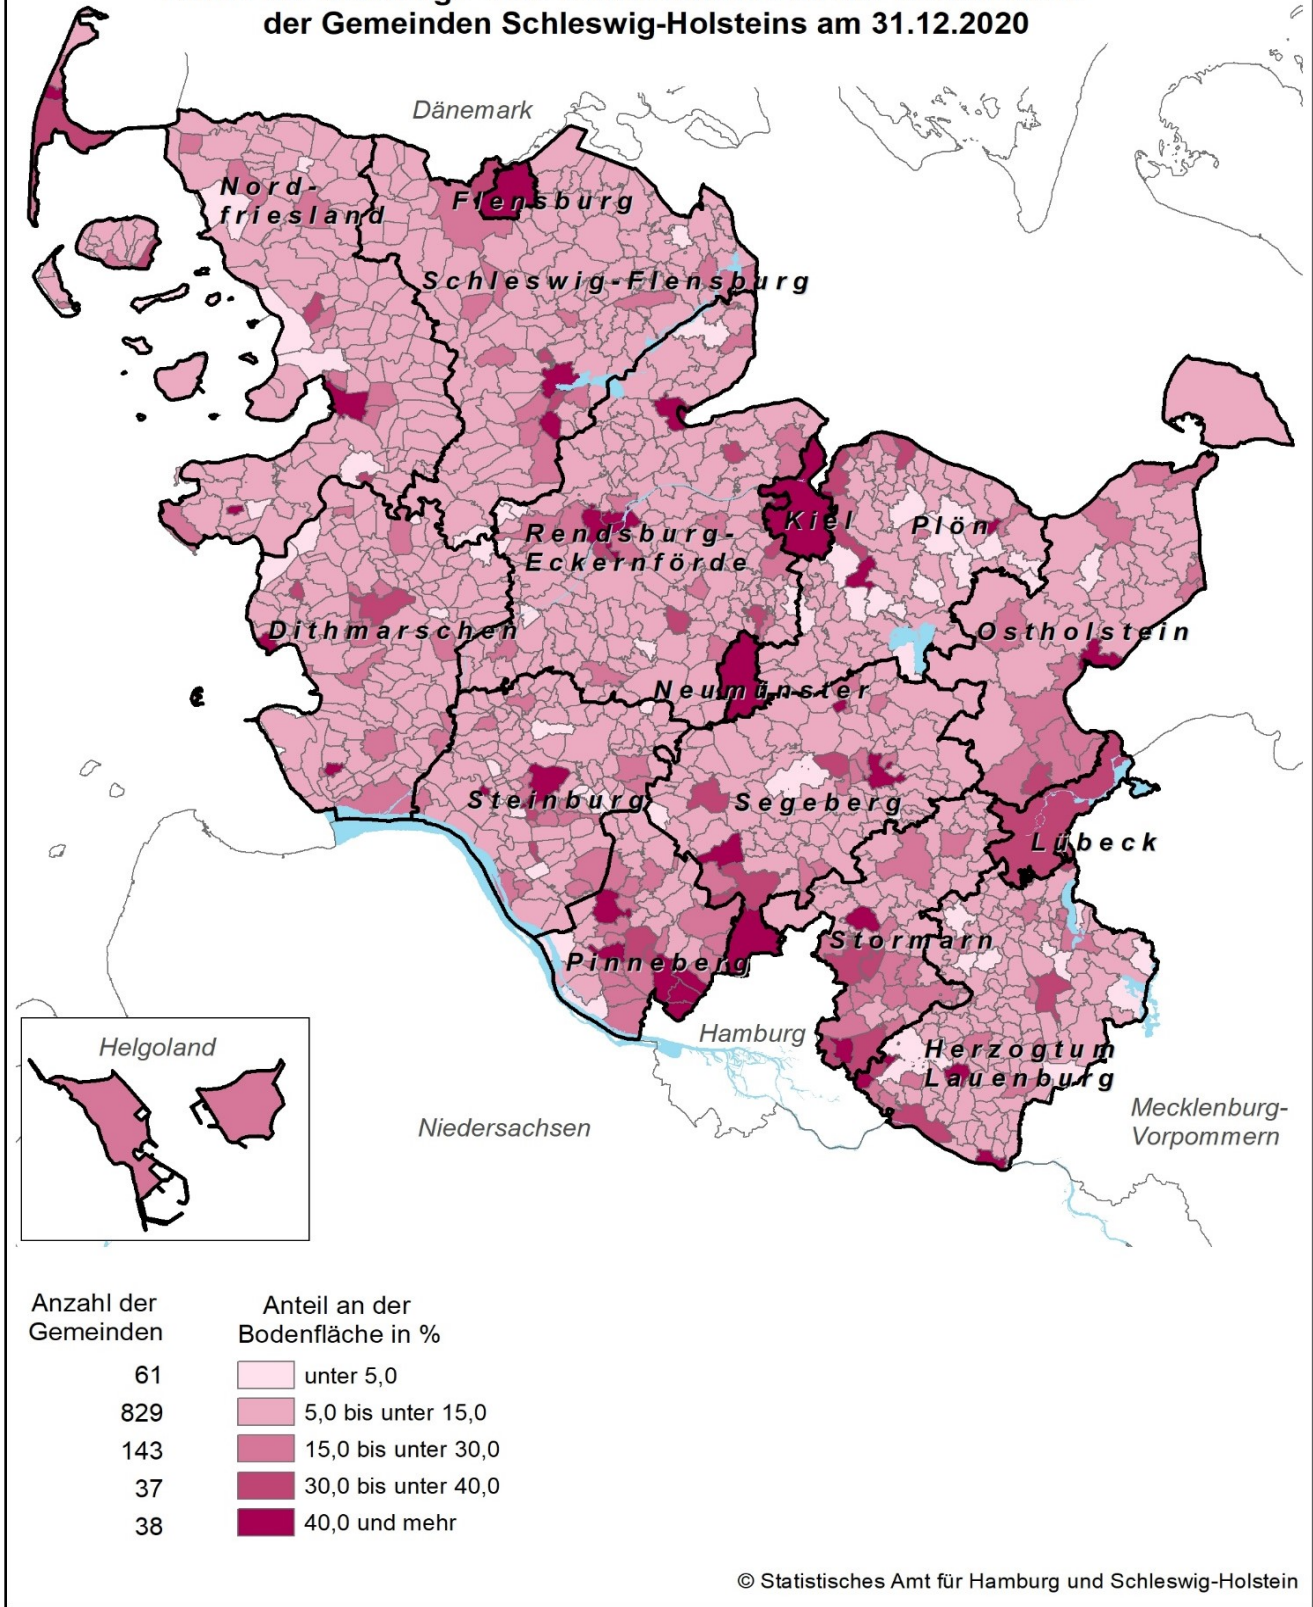 der Gemeinden Schleswig-Holsteins am 31.12.2020
Dänemark
Nord-
friesland
Flensburg
Schleswig-Flensburg
Rendsburg-
Eckernförde
Kiel
Plön
Dithmarschen
Ostholstein
Neumünster
Steinburg
Segeberg
Lübeck
Stormarn
Pinneberg
Hamburg
Herzogtum
Lauenburg
Helgoland
Niedersachsen
Mecklenburg-
Vorpommern
Anzahl der
Gemeinden
Anteil an der
Bodenfläche in %
61 unter 5,0
829 5,0 bis unter 15,0
143 15,0 bis unter 30,0
37 30,0 bis unter 40,0
38 40,0 und mehr
© Statistisches Amt für Hamburg und Schleswig-Holstein